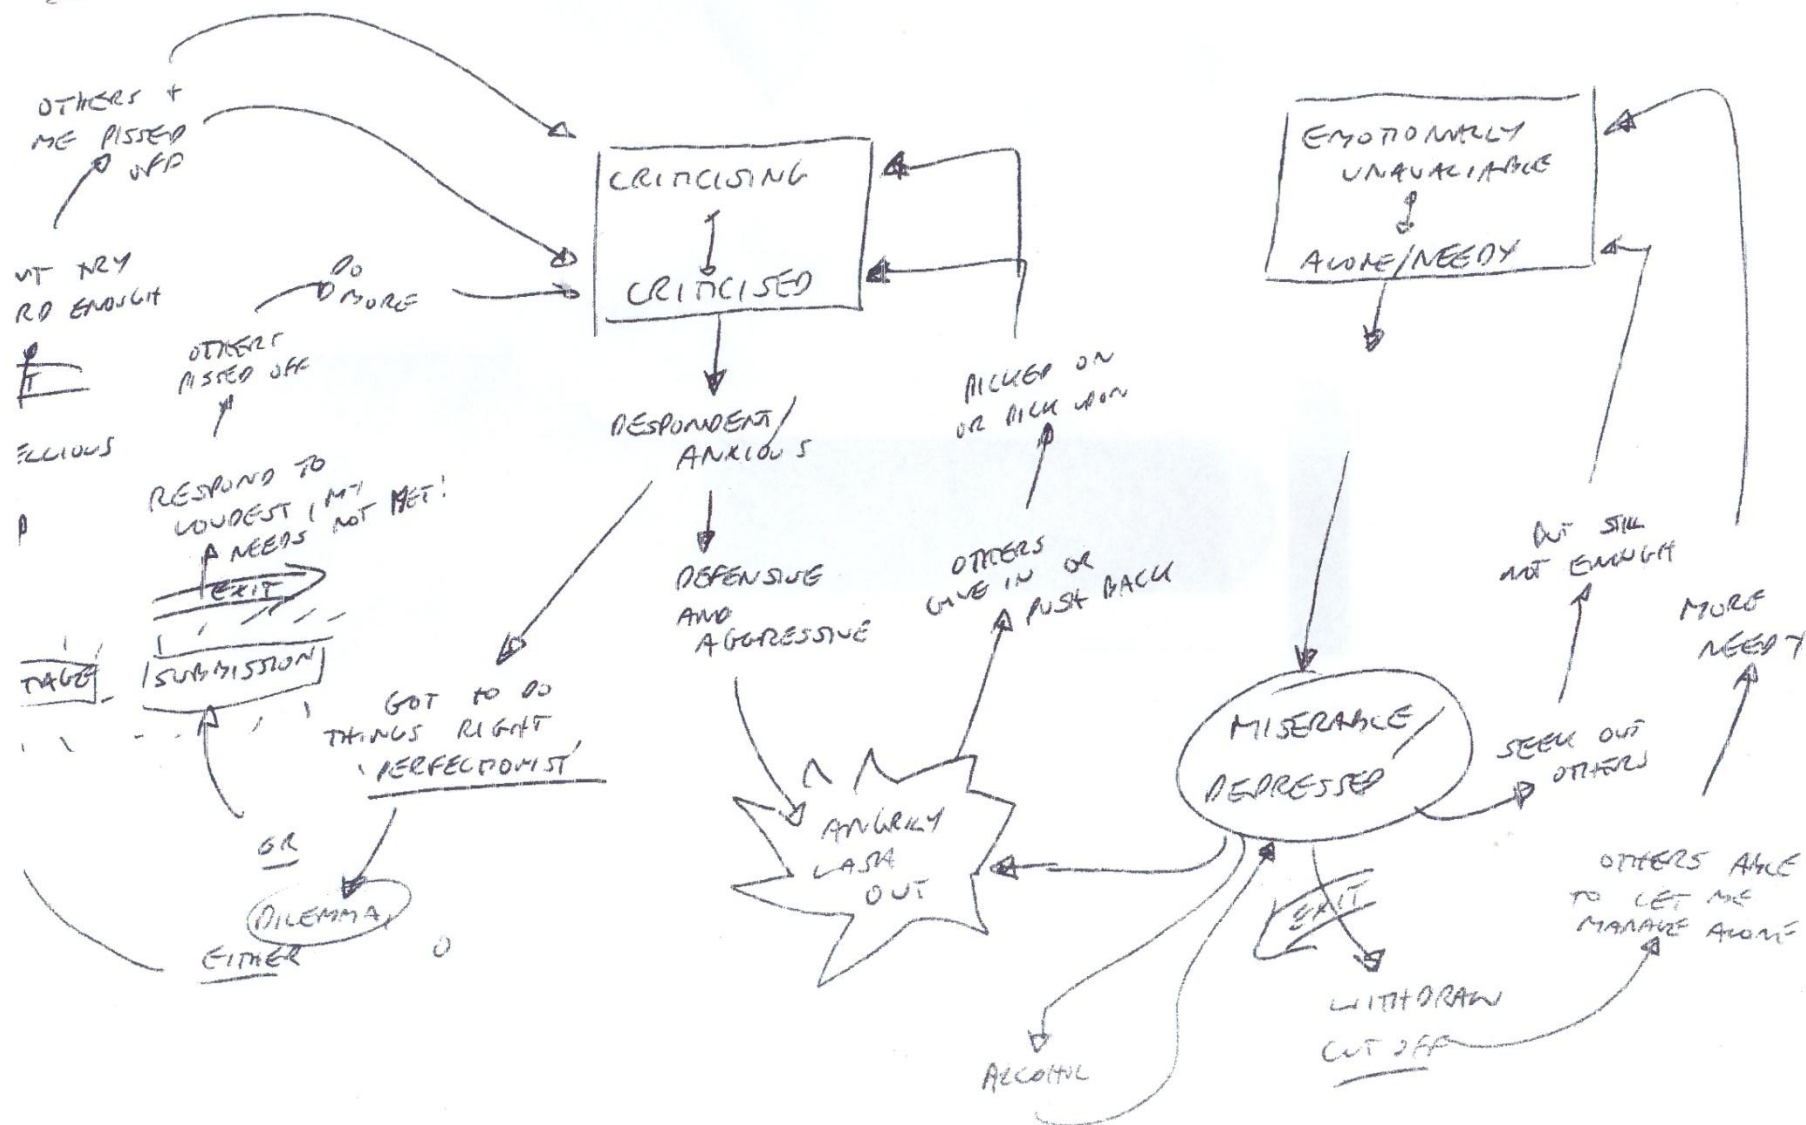 OTHERS +
ME PISSED
OFF
RD ENOUGH
DO
MORE
OTHERS
PISSED OFF
RESPOND TO
LOUDEST (MY
NEEDS NOT MET!
EXIT
SUBMISSION
OR
DILEMMA
EITHER
GOT TO DO
THINGS RIGHT
'PERFECTIONIST'
CRITICISING
CRITICISED
DESPONDENT/
ANXIOUS
DEFENSIVE
AND
AGGRESSIVE
ANGRILY
LASH
OUT
OTHERS
GIVE IN OR
PUSH BACK
PICKED ON
OR PICK UPON
EMOTIONALLY
UNAVALIABLE
ALONE/NEEDY
MISERABLE/
DEPRESSED
SEEK OUT
OTHERS
BUT STILL
NOT ENOUGH
EXIT
WITHDRAW
CUT OFF
OTHERS ABLE
TO LET ME
MANAGE ALONE
MORE
NEEDY
ALCOHOL